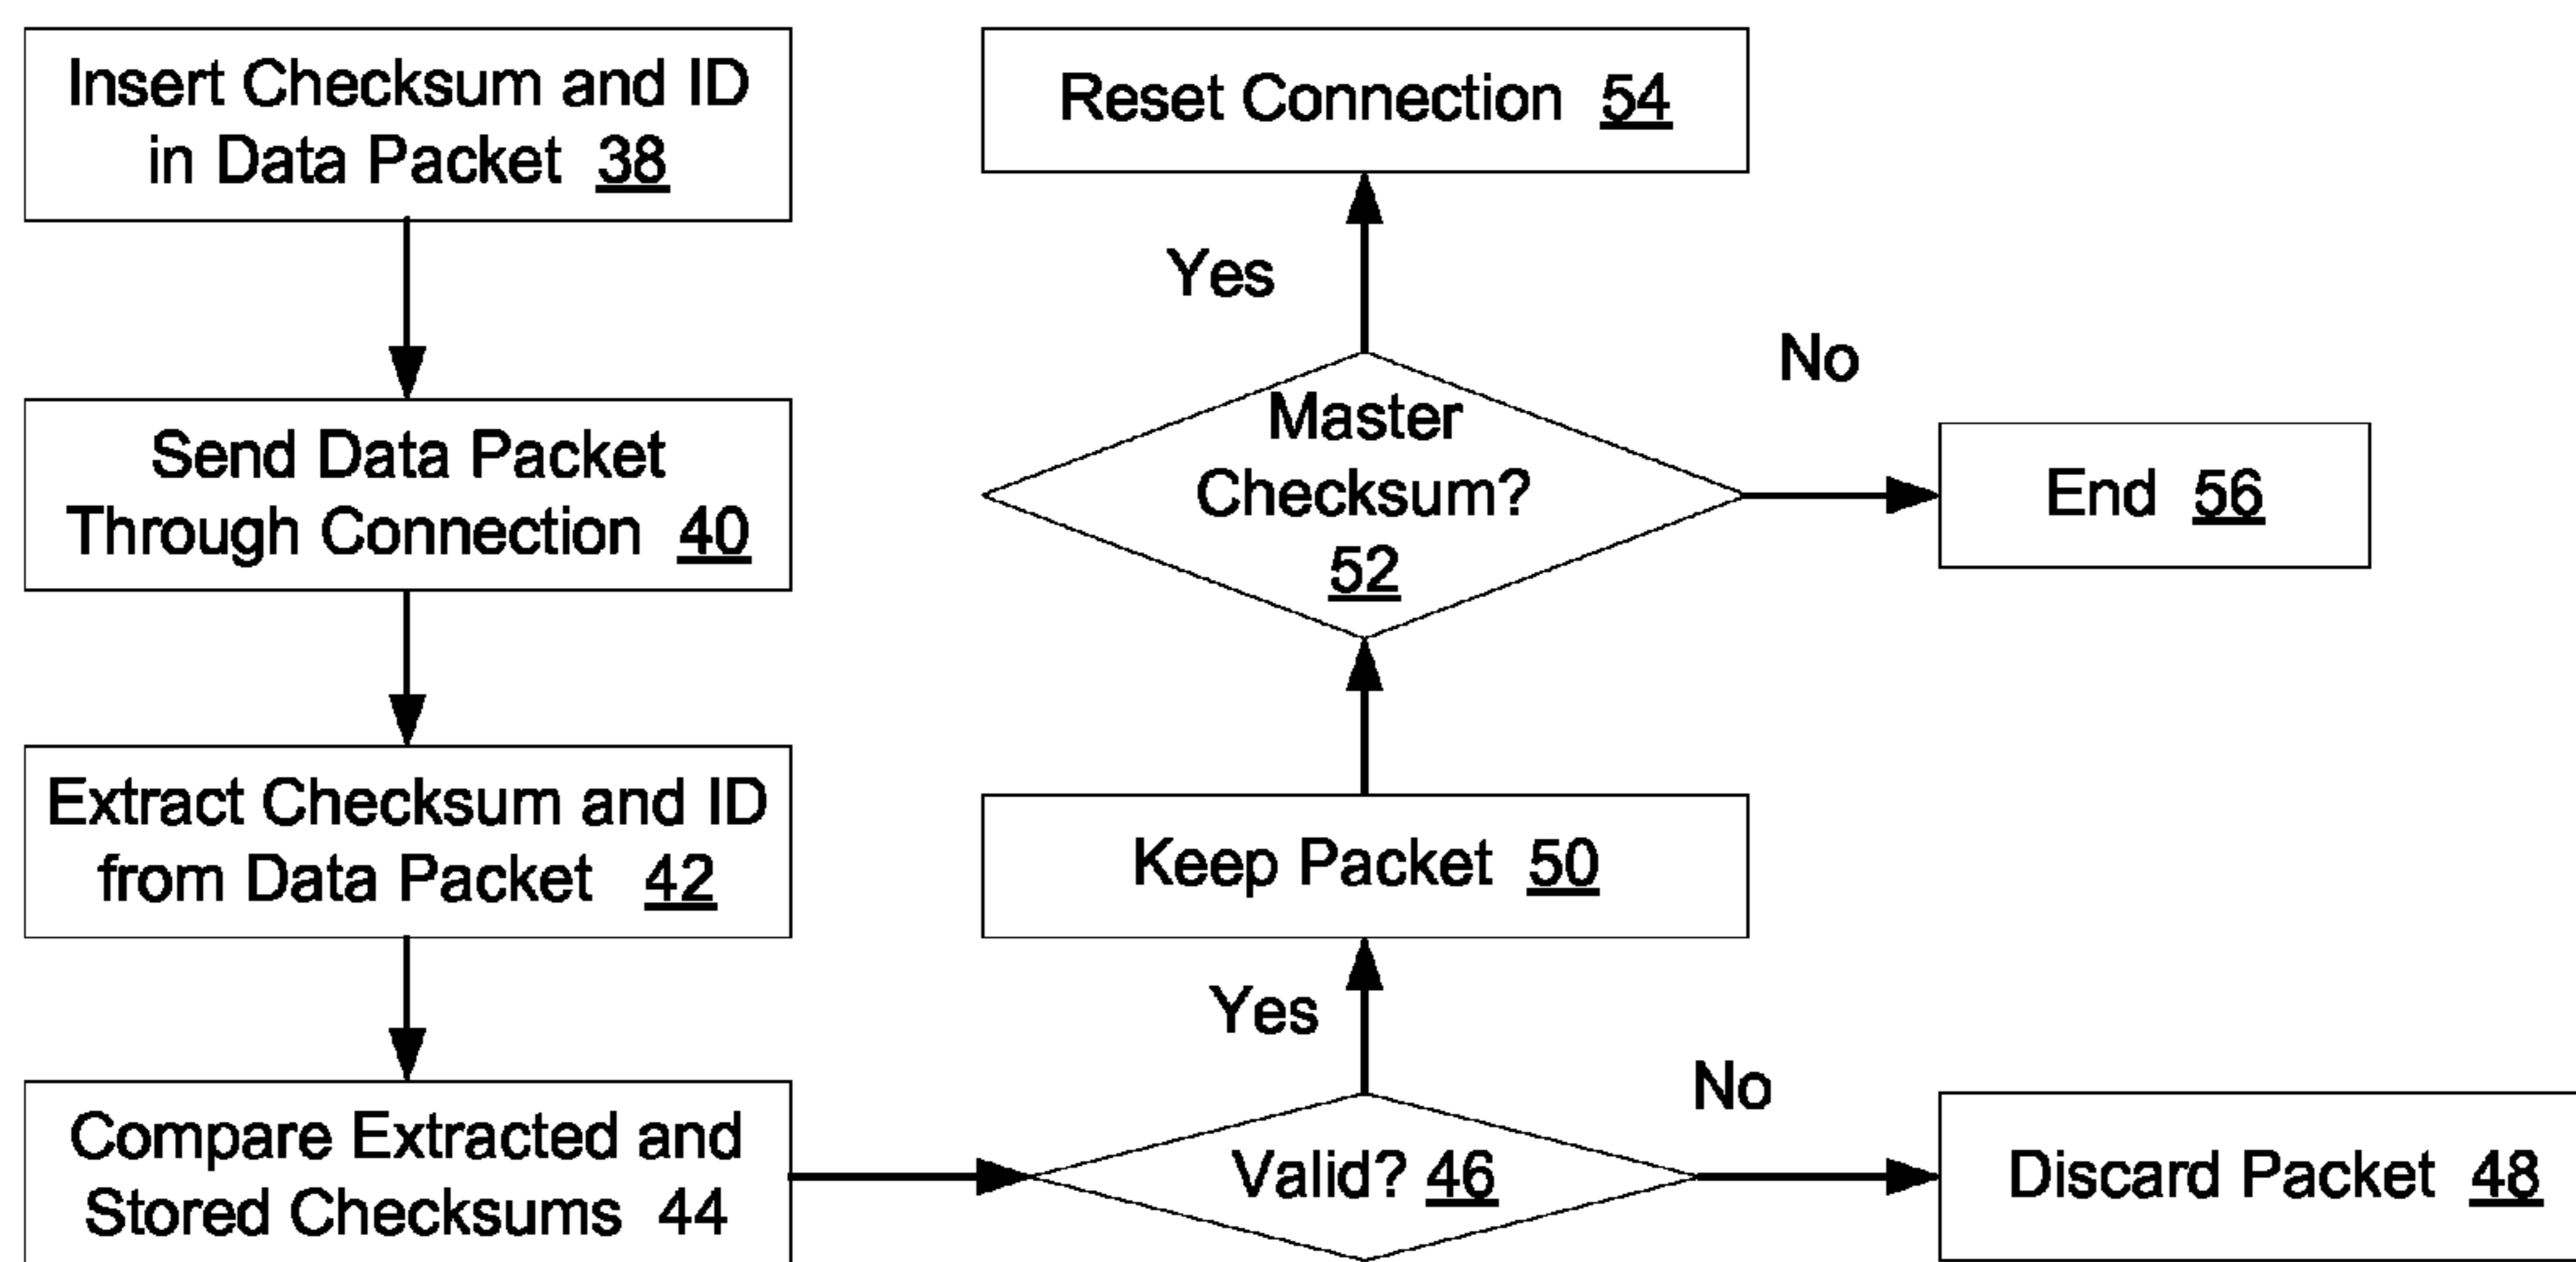 Insert Checksum and ID
in Data Packet 38
Send Data Packet
Through Connection 40
Extract Checksum and ID
from Data Packet 42
Compare Extracted and
Stored Checksums 44
Valid? 46
No
Discard Packet 48
Yes
Keep Packet 50
Master
Checksum?
52
No
End 56
Yes
Reset Connection 54